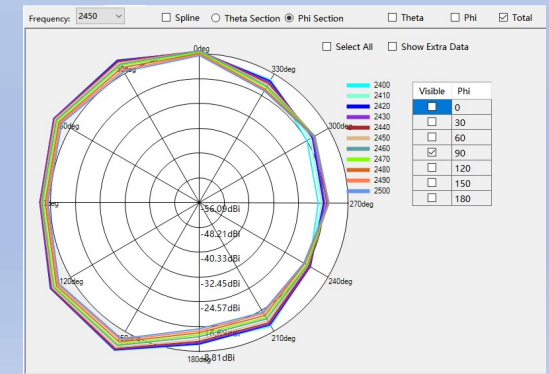 Frequency: 2450 Spline Theta Section Phi Section Theta Phi Total
Select All Show Extra Data
0deg
330deg
300deg
270deg
240deg
210deg
180deg
120deg
-56.09dBi
-48.21dBi
-40.33dBi
-32.45dBi
-24.57dBi
-8.81dBi
2400
2410
2420
2430
2440
2450
2460
2470
2480
2490
2500
Visible Phi
0
30
60
90
120
150
180